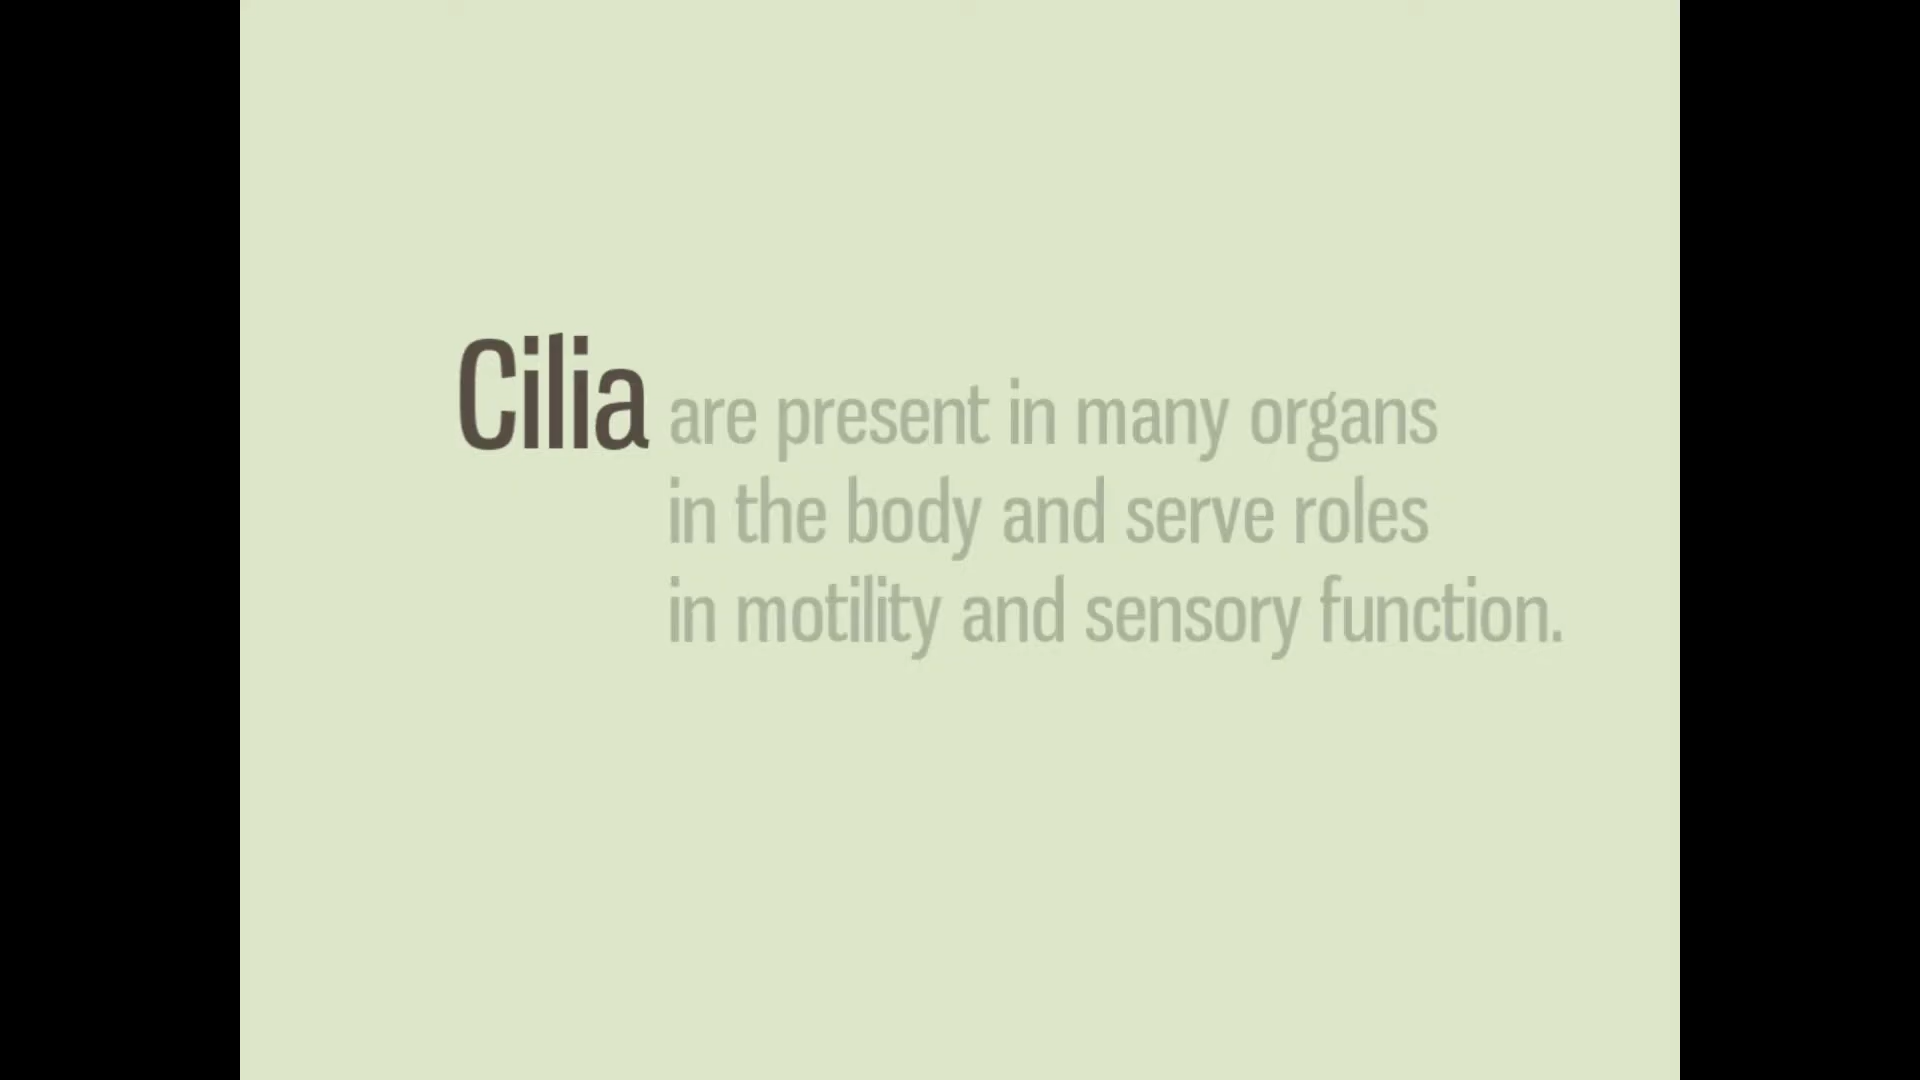 Cilia are present in many organs
in the body and serve roles
in motility and sensory function.